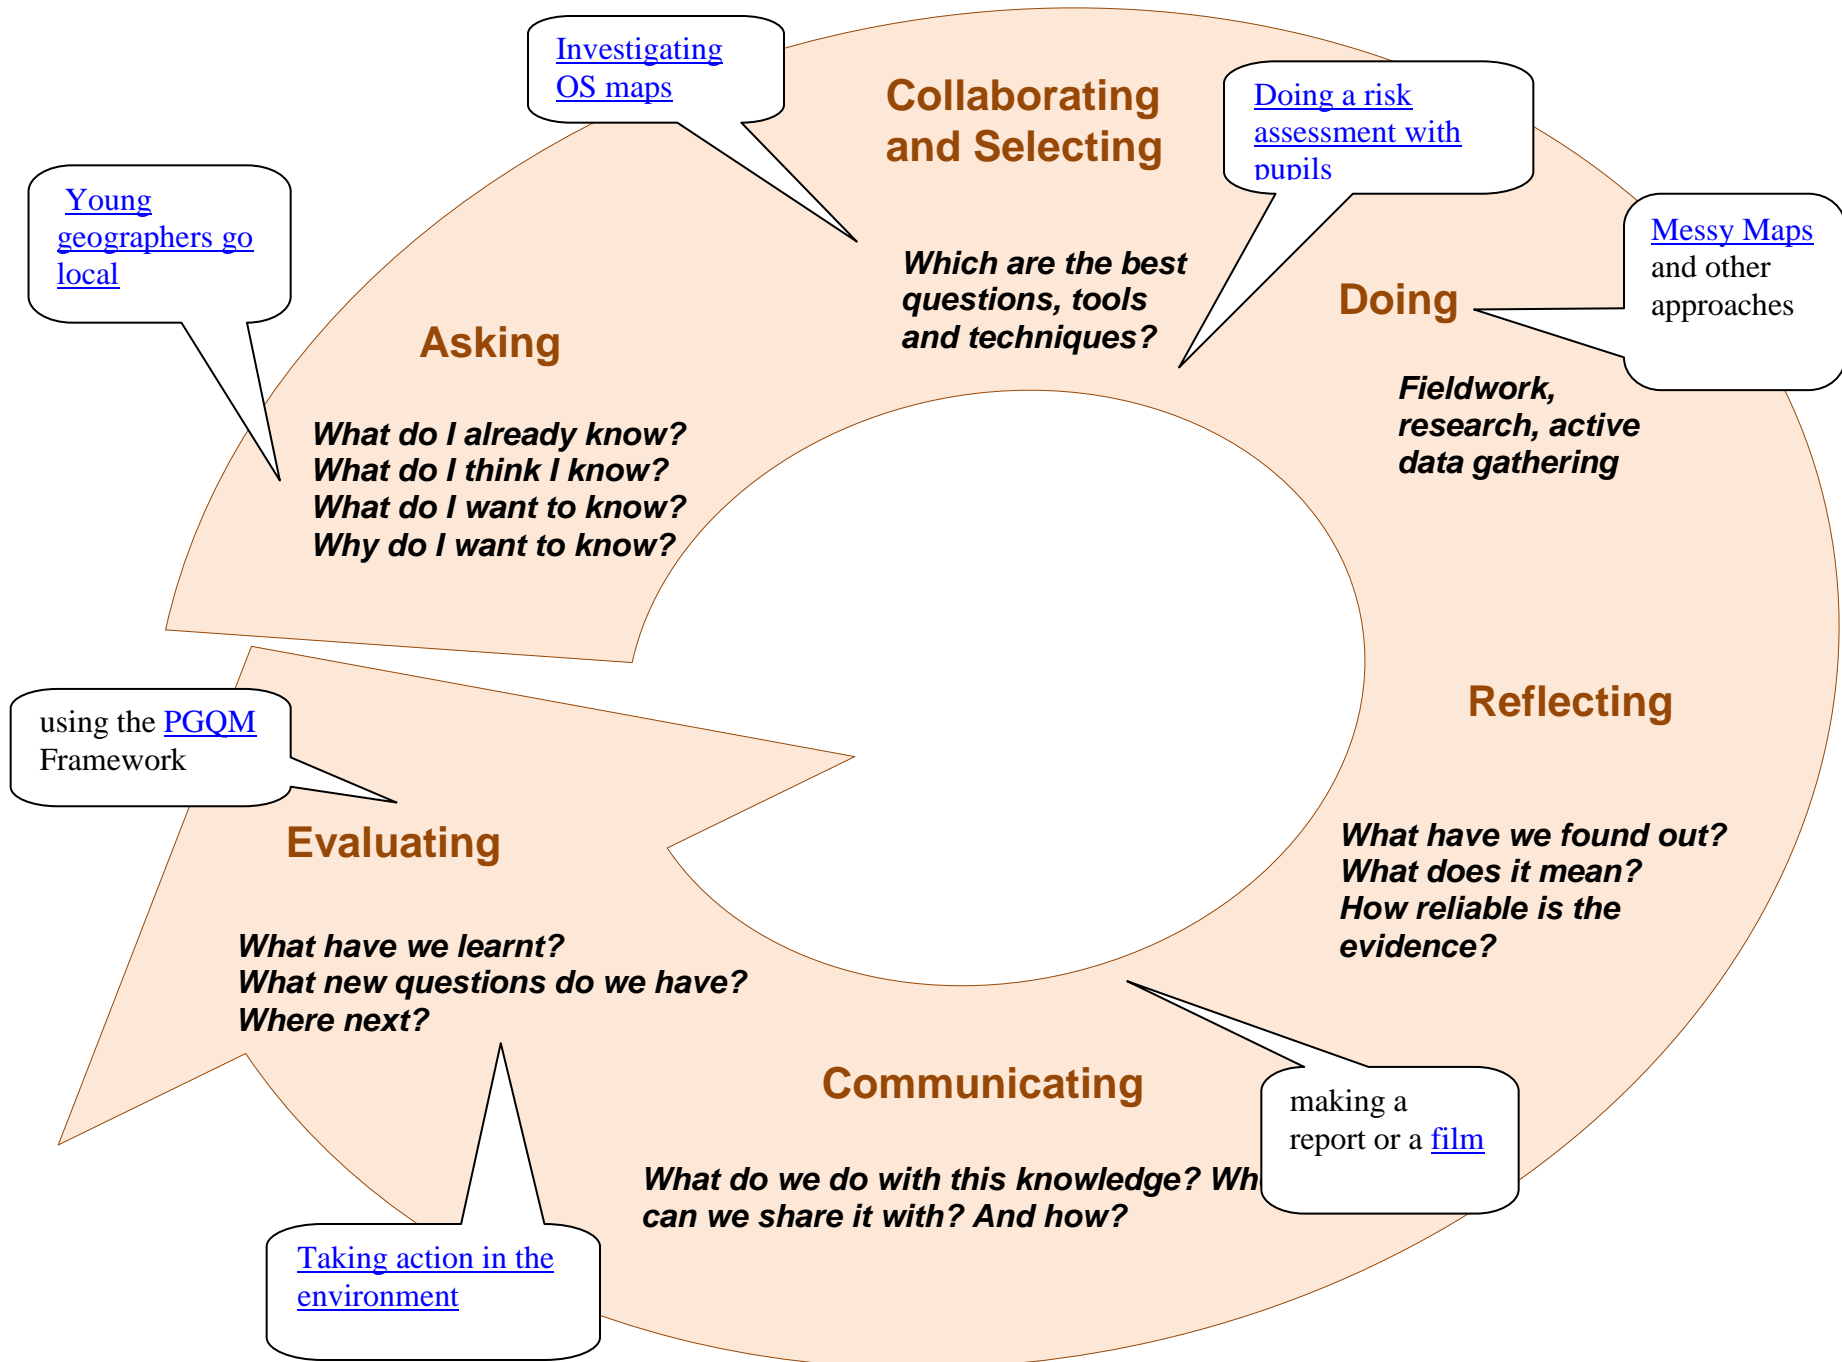 Investigating
OS maps
Collaborating
and Selecting
Doing a risk
assessment with
pupils
Young
geographers go
local
Messy Maps
and other
approaches
Which are the best
questions, tools
and techniques?
Doing
Asking
Fieldwork,
research, active
data gathering
What do I already know?
What do I think I know?
What do I want to know?
Why do I want to know?
Reflecting
using the PGQM
Framework
Evaluating
What have we found out?
What does it mean?
How reliable is the
evidence?
What have we learnt?
What new questions do we have?
Where next?
Communicating
making a
report or a film
What do we do with this knowledge?
can we share it with? And how?
Taking action in the
environment